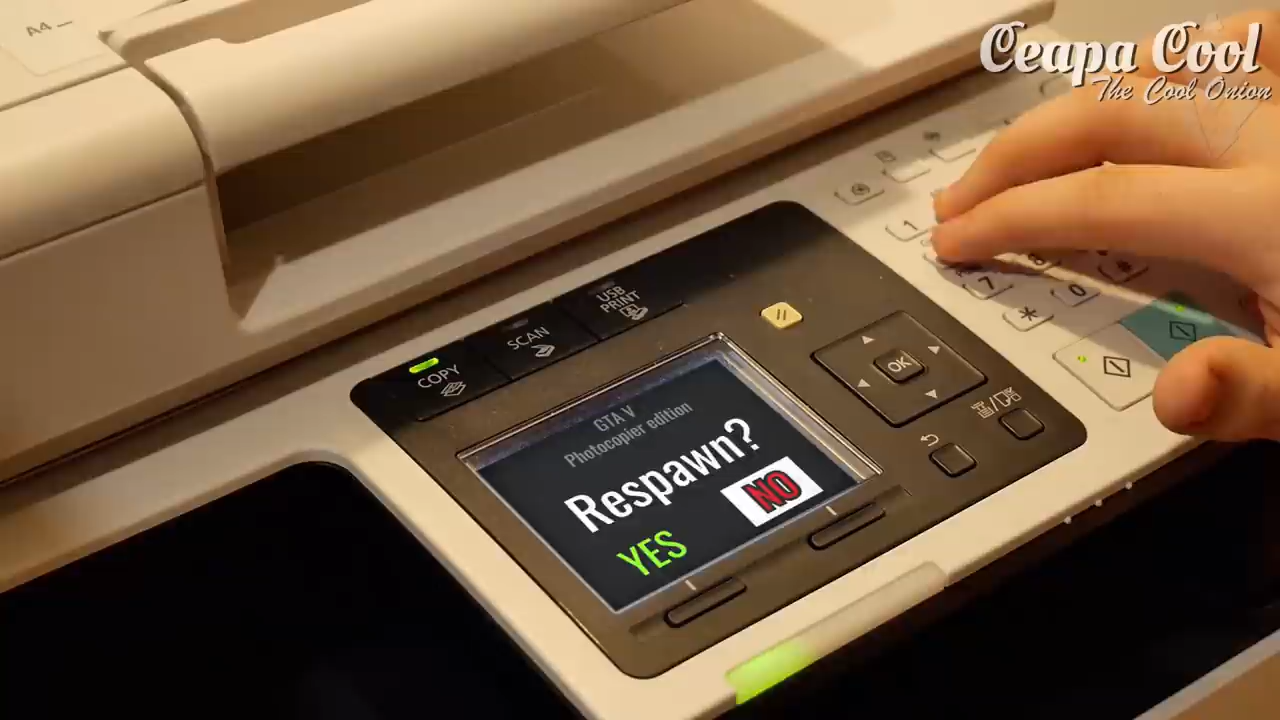 A4
Ceapa Cool
The Cool Onion
1
7
8
#
*
0
USB
PRINT
SCAN
COPY
OK
GTA V
Photocopier edition
Respawn?
YES
NO